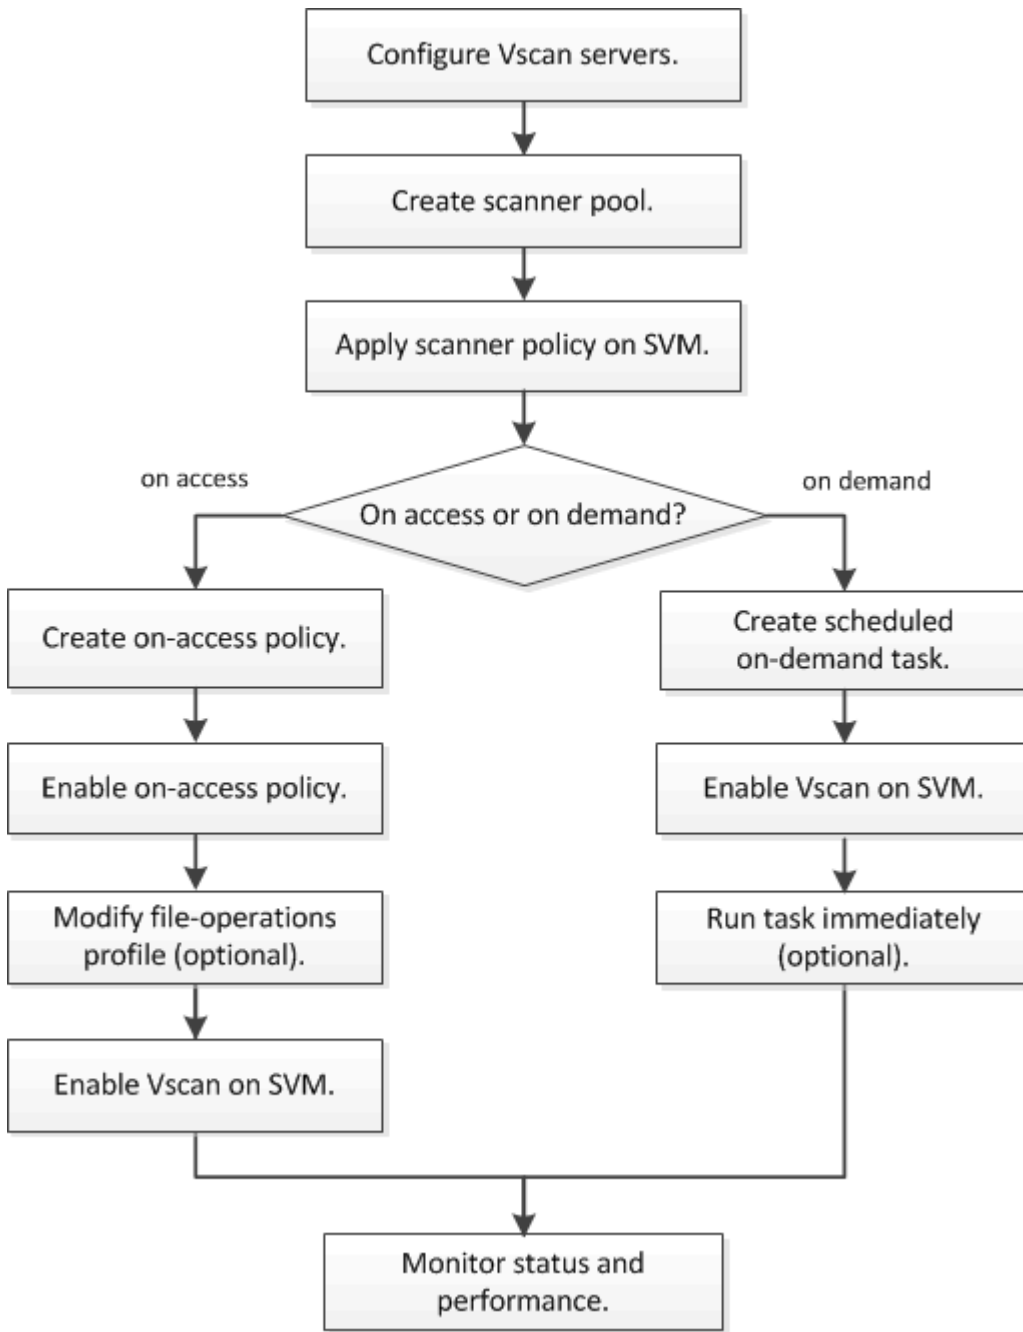 Configure Vscan servers.
Create scanner pool.
Apply scanner policy on SVM.
on access
on demand
On access or on demand?
Create on-access policy.
Enable on-access policy.
Modify file-operations
profile (optional).
Enable Vscan on SVM.
Create scheduled
on-demand task.
Enable Vscan on SVM.
Run task immediately
(optional).
Monitor status and
performance.